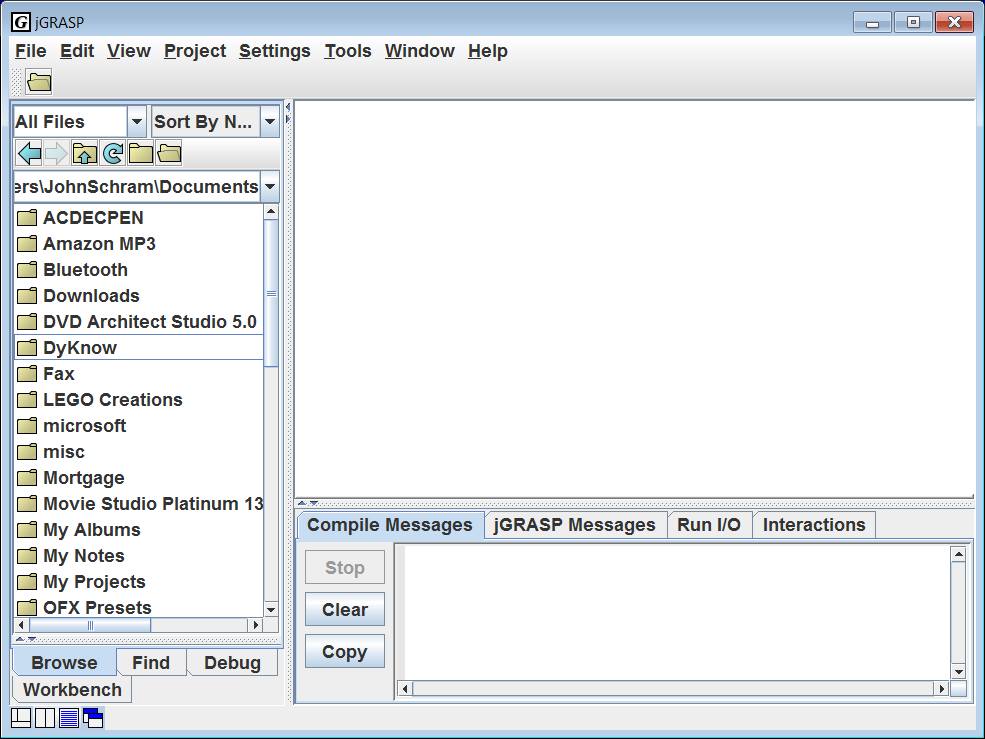 G jGRASP
File Edit View Project Settings Tools Window Help
All Files Sort By N...
ers\JohnSchram\Documents
ACDECPEN
Amazon MP3
Bluetooth
Downloads
DVD Architect Studio 5.0
DyKnow
Fax
LEGO Creations
microsoft
misc
Mortgage
Movie Studio Platinum 13
My Albums
My Notes
My Projects
OFX Presets
Browse Find Debug
Workbench
Compile Messages jGRASP Messages Run I/O Interactions
Stop
Clear
Copy